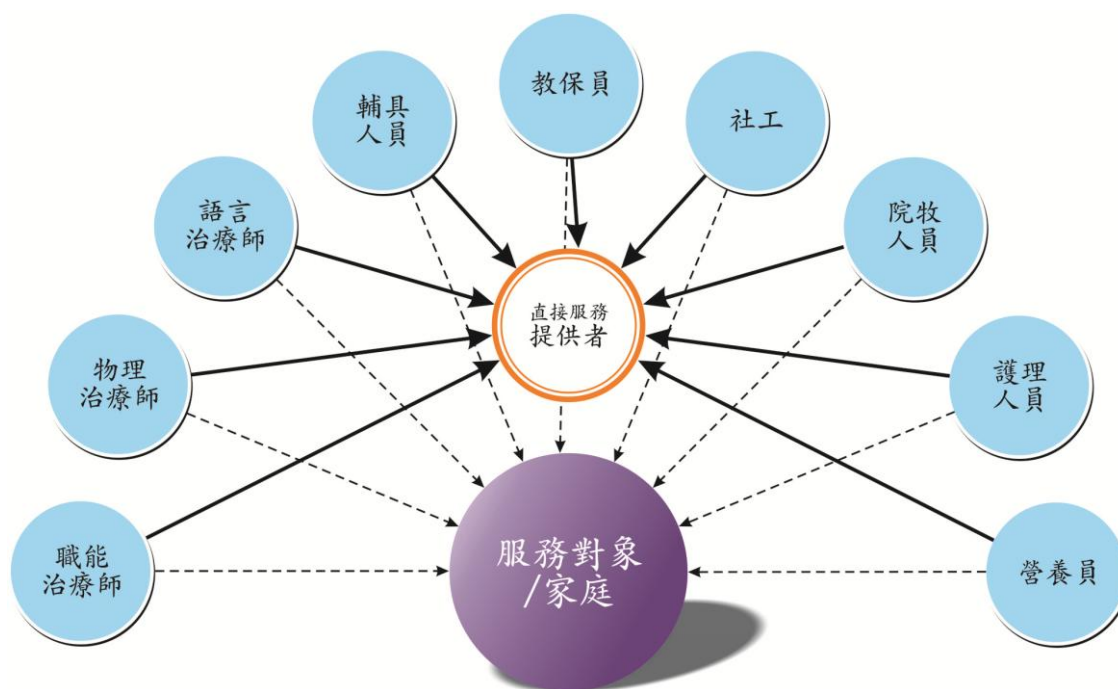 教保員
輔具
人員
社工
語言
治療師
院牧
人員
直接服務
提供者
物理
治療師
護理
人員
職能
治療師
服務對象
/家庭
營養員